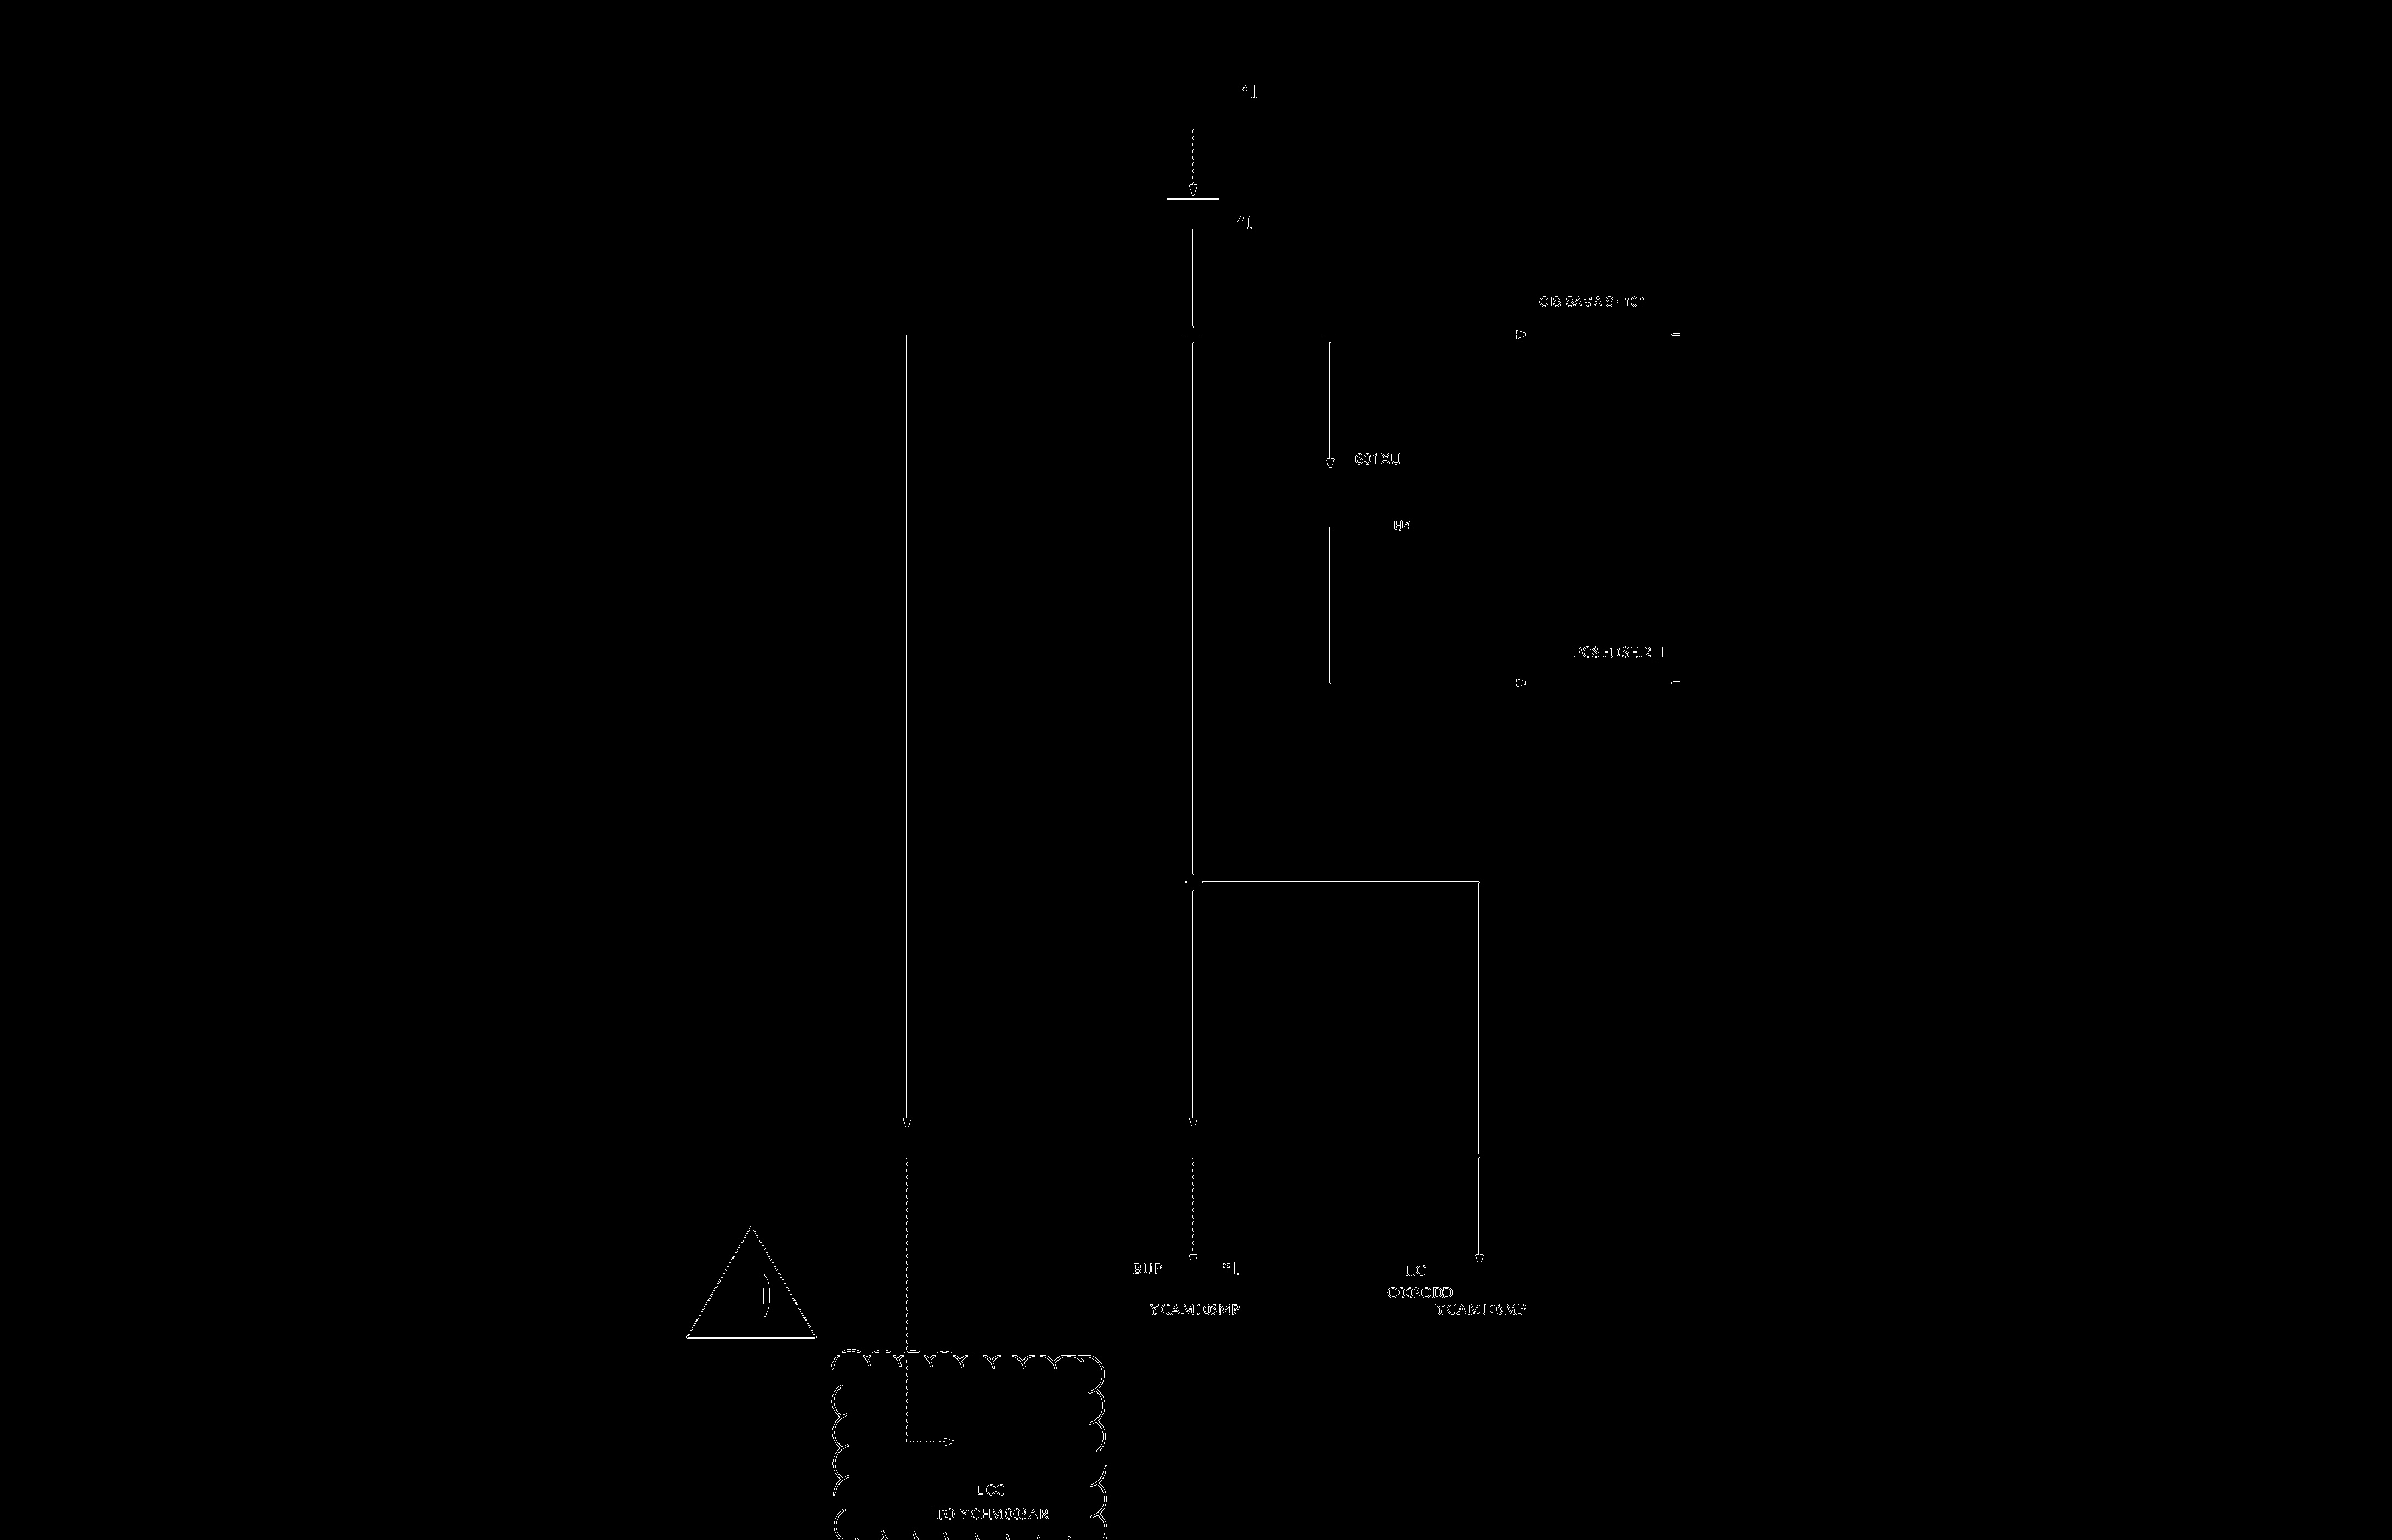 *1
*1
CIS SAMA SH101
601XU
H4
PCS FDSH.2_1
BUP
*1
IIC
C002ODD
YCAM105MP
YCAM105MP
LOC
TO YCHM003AR